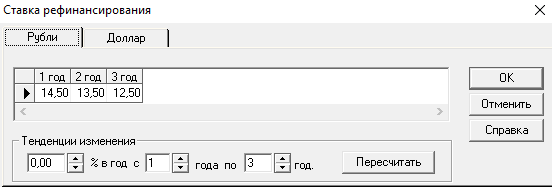 Ставка рефинансирования
Рубли Доллар
1 год 2 год 3 год
14,50 13,50 12,50
OK
Отменить
Справка
Тенденции изменения
0,00 % в год с 1 года по 3 год. Пересчитать